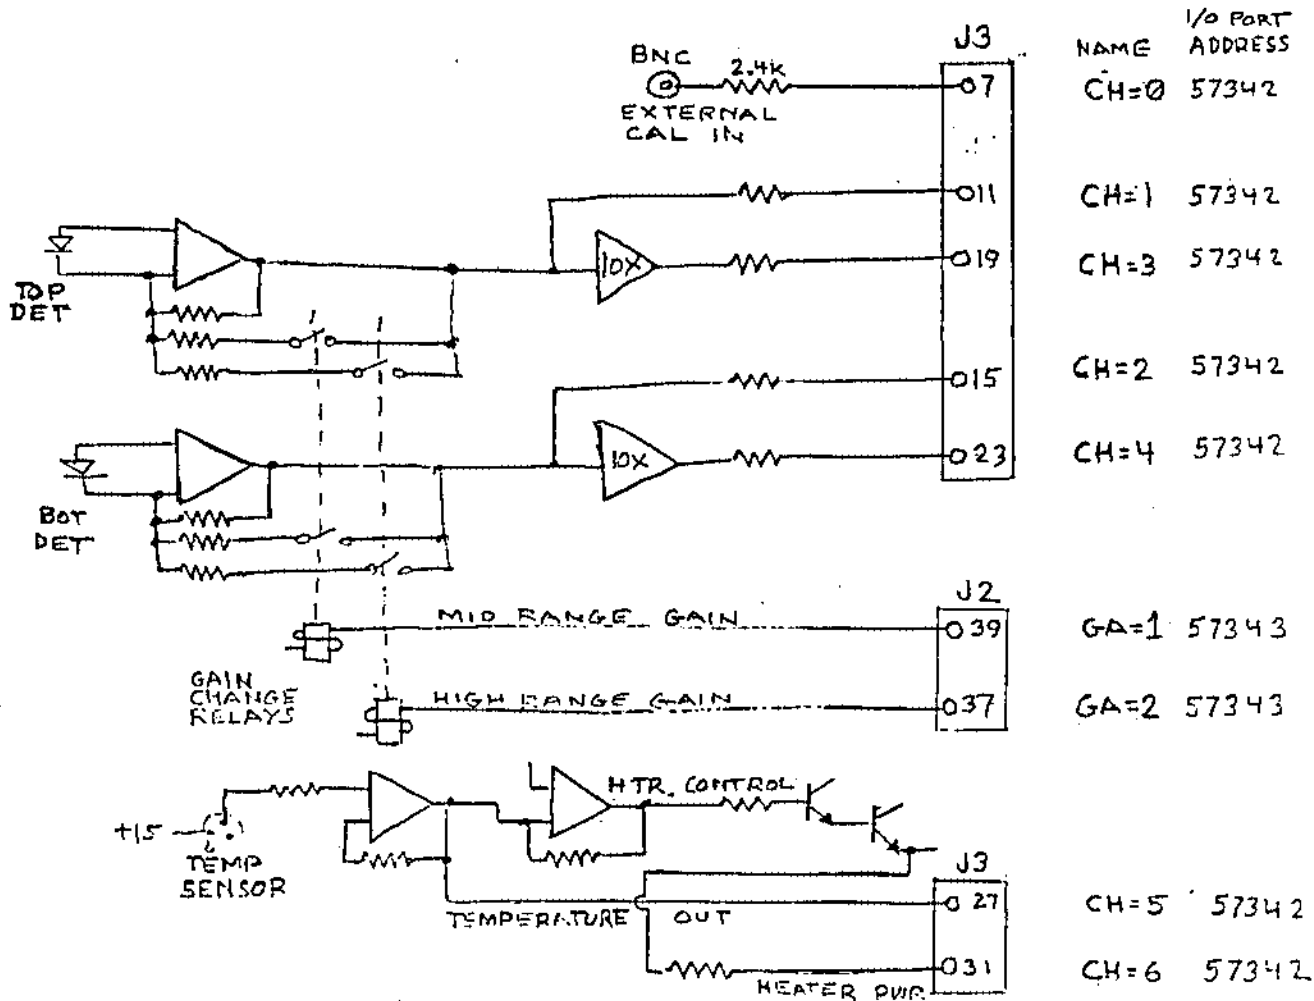 J3
NAME
I/O PORT
ADDRESS
BNC
2.4K
EXTERNAL
CAL IN
7
CH=0 57342
11
CH=1 57342
TOP
DET
10X
19
CH=3 57342
15
CH=2 57342
BOT
DET
10X
23
CH=4 57342
J2
MID RANGE GAIN
39
GA=1 57343
GAIN
CHANGE
RELAYS
HIGH RANGE GAIN
37
GA=2 57343
HTR. CONTROL
+15
TEMP
SENSOR
J3
TEMPERATURE OUT
27
CH=5 57342
31
CH=6 57342
HEATER PWR